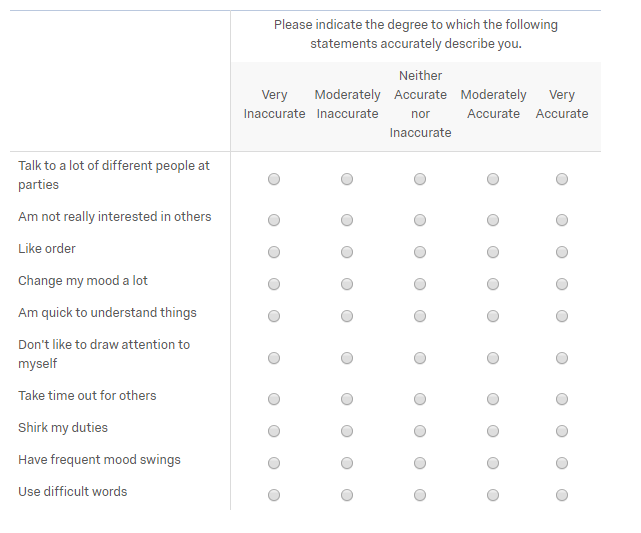 Please indicate the degree to which the following
statements accurately describe you.
Neither
Very Moderately Accurate Moderately Very
Inaccurate Inaccurate nor Accurate Accurate
Inaccurate
Talk to a lot of different people at
parties
Am not really interested in others
Like order
Change my mood a lot
Am quick to understand things
Don't like to draw attention to
myself
Take time out for others
Shirk my duties
Have frequent mood swings
Use difficult words